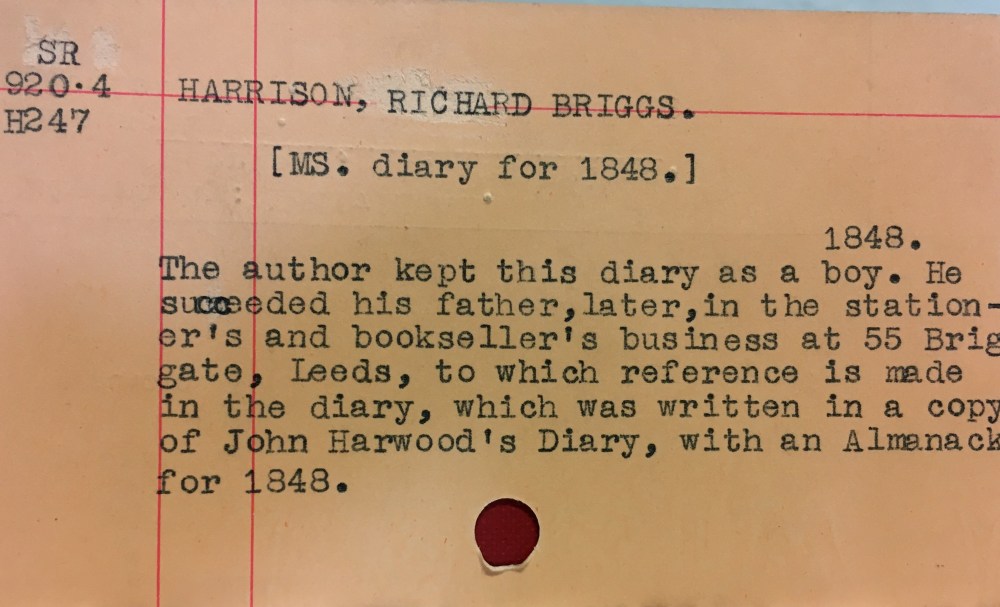 SR
920.4
H247
HARRISON, RICHARD BRIGGS.
[MS. diary for 1848.]
1848.
The author kept this diary as a boy. He
succeeded his father,later,in the station-
er's and bookseller's business at 55 Brig
gate, Leeds, to which reference is made
in the diary, which was written in a copy
of John Harwood's Diary, with an Almanack
for 1848.